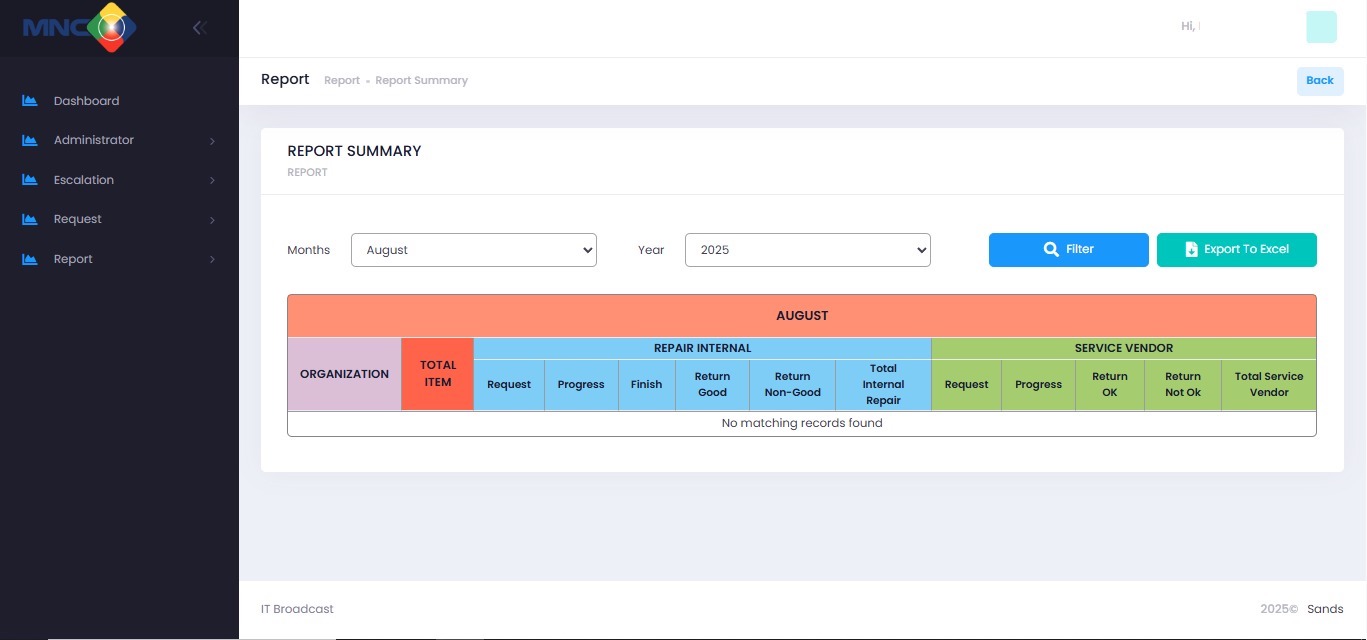 MNC
Hi,
Report Report Report Summary
Back
Dashboard
Administrator
Escalation
Request
Report
REPORT SUMMARY
REPORT
Months August Year 2025 Filter Export To Excel
AUGUST
ORGANIZATION
TOTAL
ITEM
REPAIR INTERNAL
Request
Progress
Finish
Return
Good
Return
Non-Good
Total
Internal
Repair
SERVICE VENDOR
Request
Progress
Return
OK
Return
Not Ok
Total Service
Vendor
No matching records found
IT Broadcast
2025© Sands